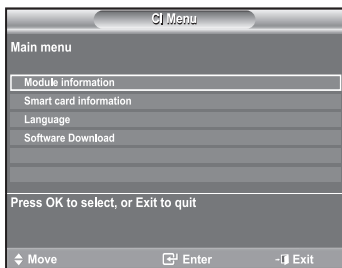 CI Menu
Main menu
Module information
Smart card information
Language
Software Download
Press OK to select, or Exit to quit
Move Enter Exit